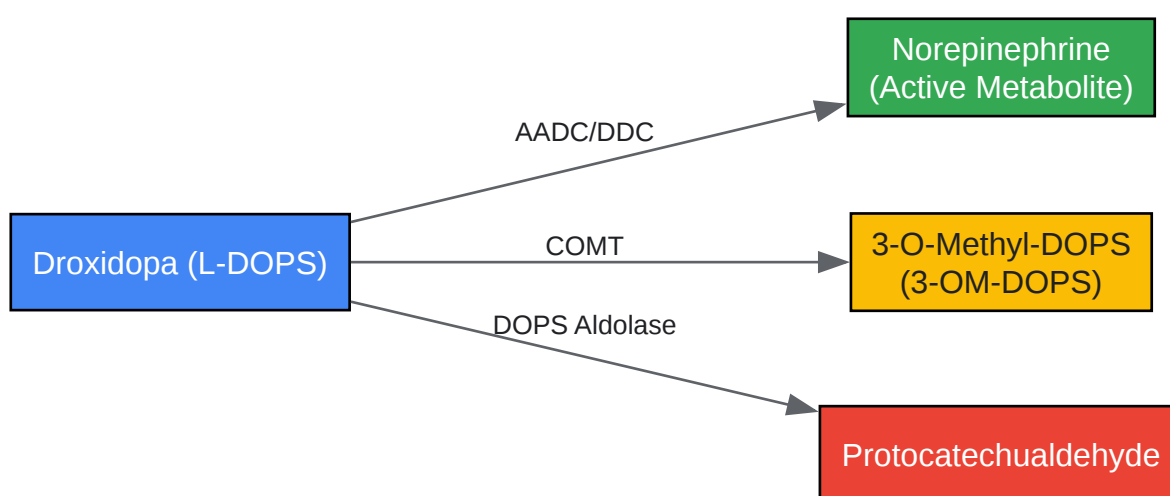 Norepinephrine
(Active Metabolite)
AADC/DDC
Droxidopa (L-DOPS)
COMT
3-O-Methyl-DOPS
(3-OM-DOPS)
DOPS Aldolase
Protocatechualdehyde